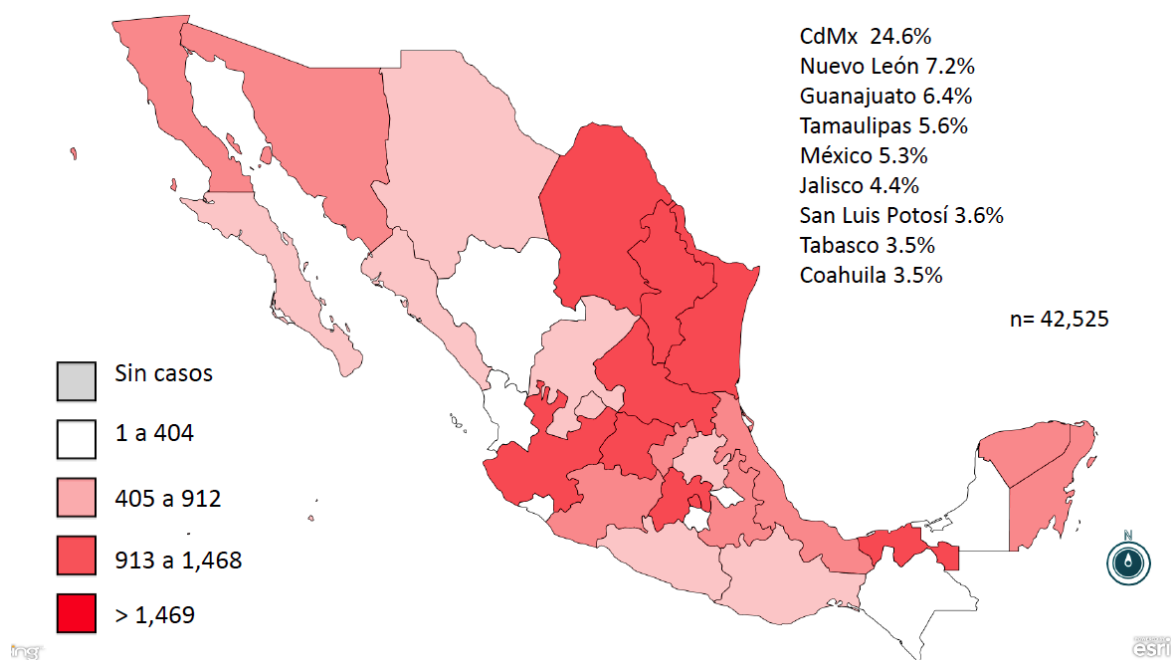 CdMx 24.6%
Nuevo León 7.2%
Guanajuato 6.4%
Tamaulipas 5.6%
México 5.3%
Jalisco 4.4%
San Luis Potosí 3.6%
Tabasco 3.5%
Coahuila 3.5%
n= 42,525
Sin casos
1 a 404
405 a 912
913 a 1,468
> 1,469
N
esri